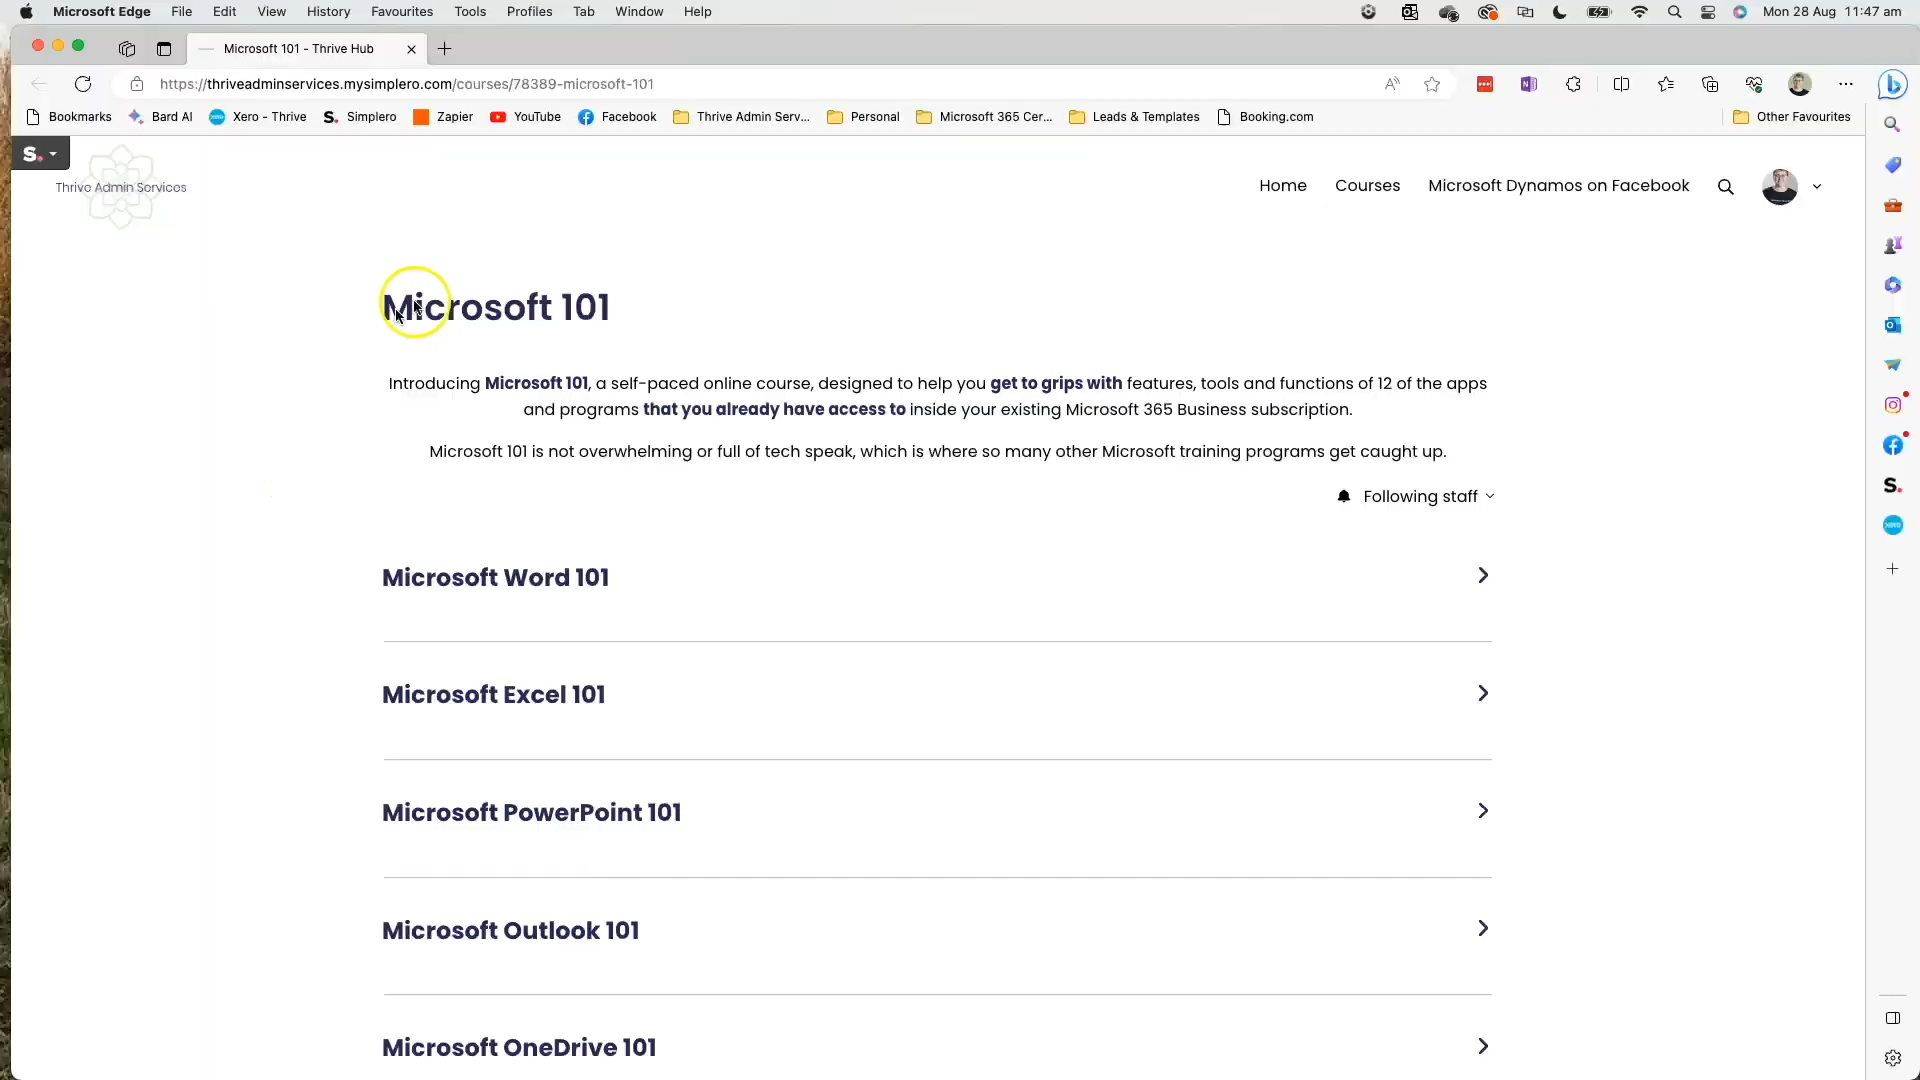 Microsoft Edge File Edit View History Favourites Tools Profiles Tab Window Help Mon 28 Aug 11:47 am
Microsoft 101 - Thrive Hub
https://thriveadminservices.mysimplero.com/courses/78389-microsoft-101
Bookmarks Bard AI Xero - Thrive S. Simplero Zapier YouTube Facebook Thrive Admin Serv... Personal Microsoft 365 Cer... Leads & Templates Booking.com Other Favourites
S.
Thrive Admin Services
Home Courses Microsoft Dynamos on Facebook
Microsoft 101
Introducing Microsoft 101, a self-paced online course, designed to help you get to grips with features, tools and functions of 12 of the apps
and programs that you already have access to inside your existing Microsoft 365 Business subscription.
Microsoft 101 is not overwhelming or full of tech speak, which is where so many other Microsoft training programs get caught up.
Following staff
S.
Microsoft Word 101
xero
Microsoft Excel 101
Microsoft PowerPoint 101
Microsoft Outlook 101
Microsoft OneDrive 101